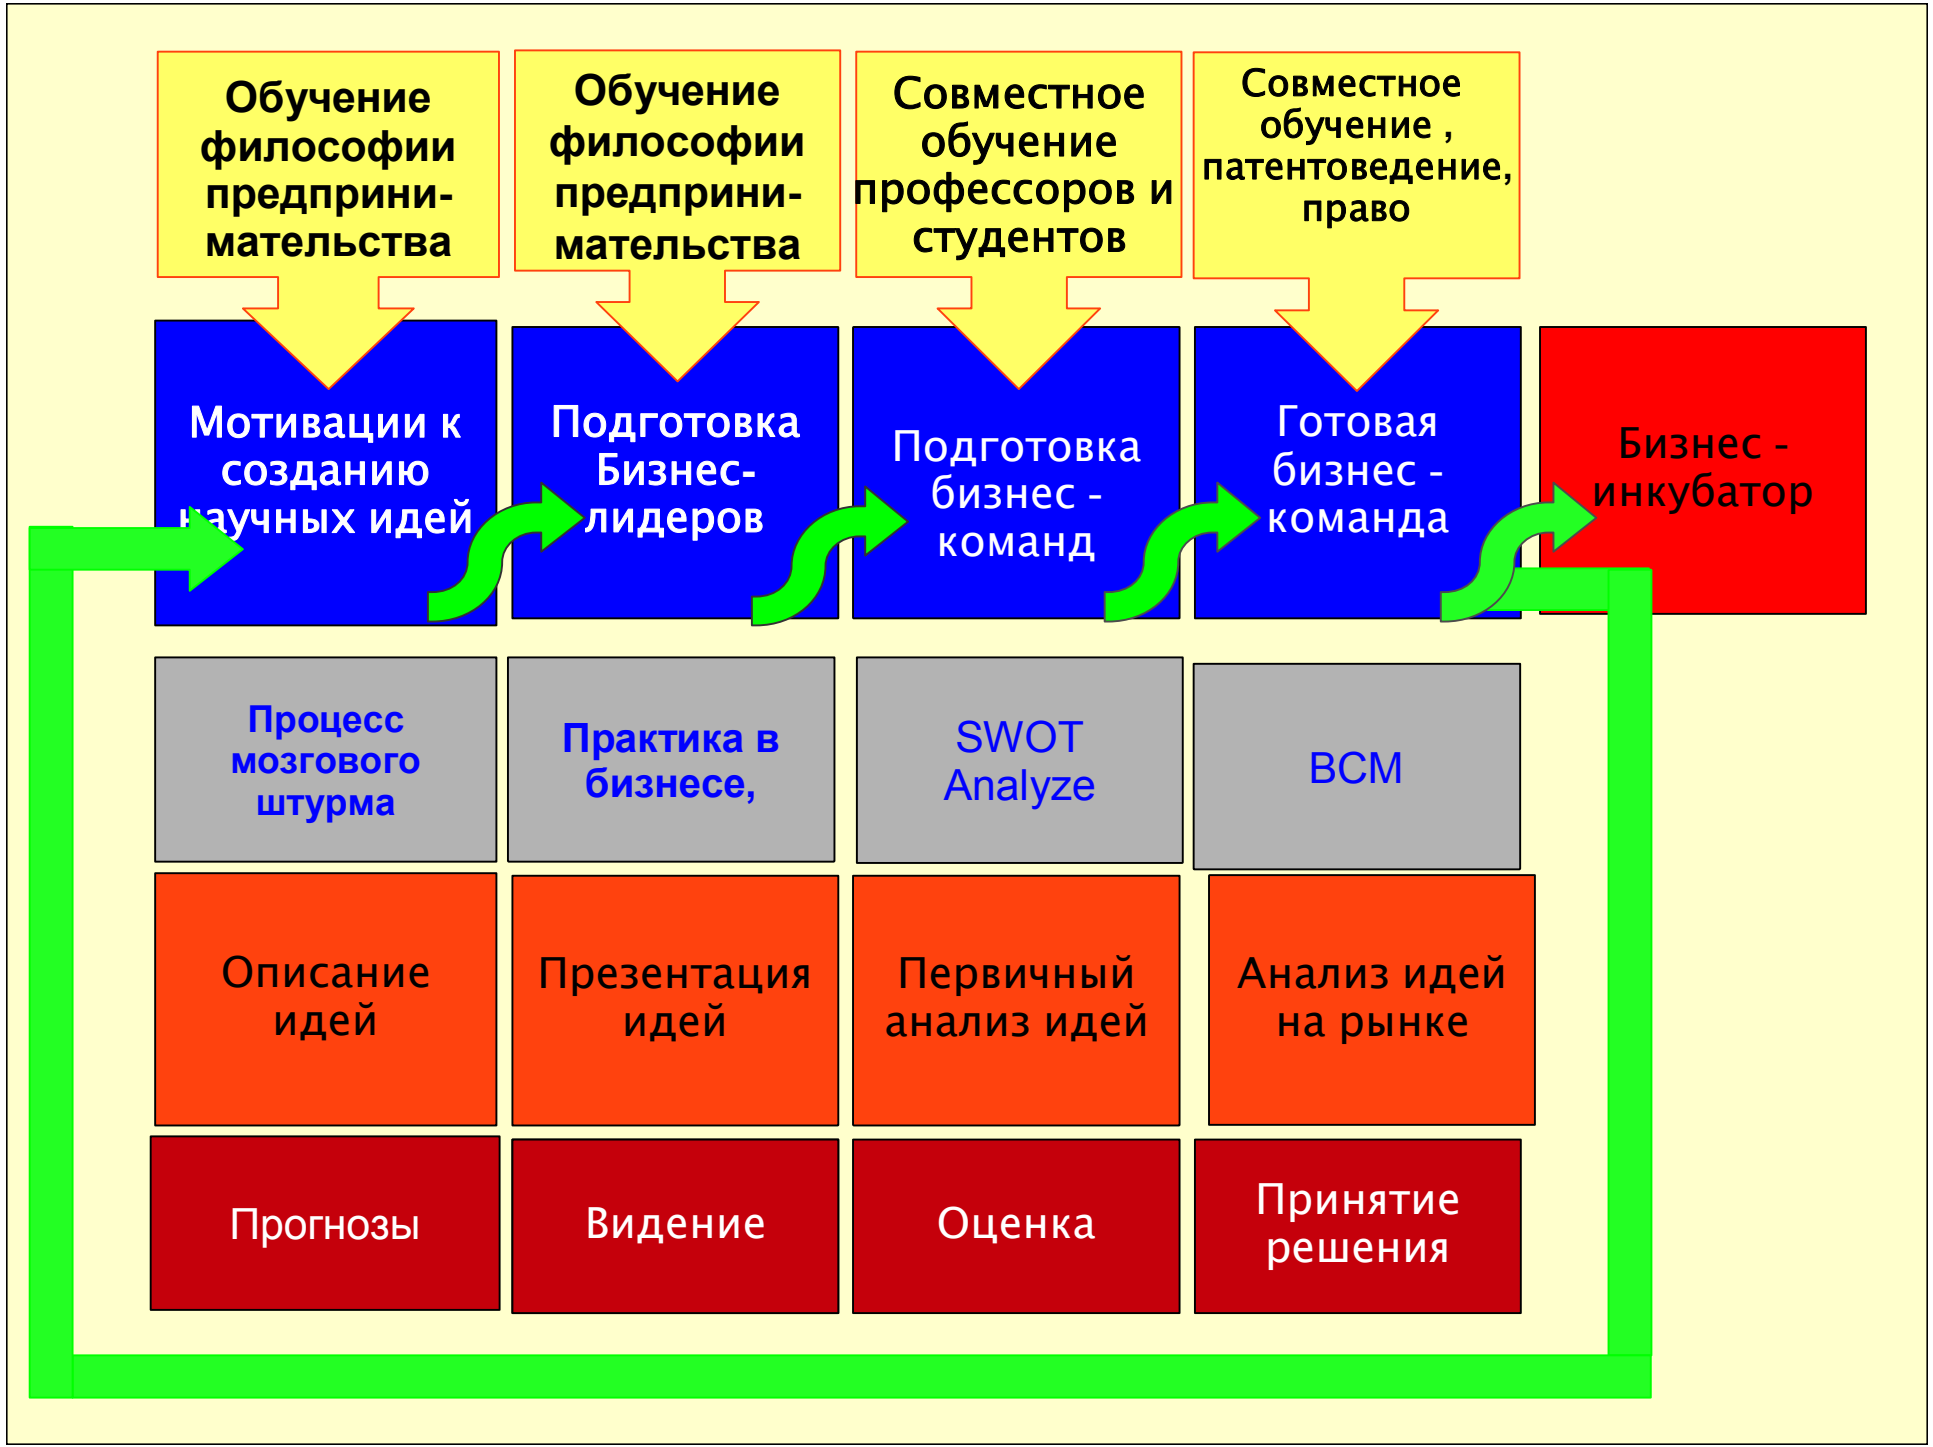 Обучение
философии
предприни-
мательства
Обучение
философии
предприни-
мательства
Совместное
обучение
профессоров и
студентов
Совместное
обучение ,
патентоведение,
право
Мотивации к
созданию
научных идей
Подготовка
Бизнес-
лидеров
Подготовка
бизнес -
команд
Готовая
бизнес -
команда
Бизнес -
инкубатор
Процесс
мозгового
штурма
Практика в
бизнесе,
SWOT
Analyze
BCM
Описание
идей
Презентация
идей
Первичный
анализ идей
Анализ идей
на рынке
Прогнозы
Видение
Оценка
Принятие
решения